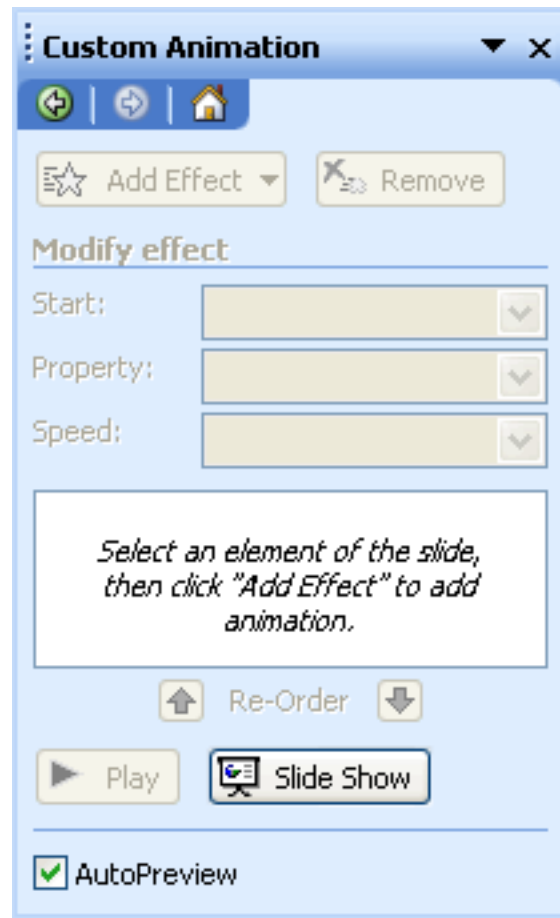 Custom Animation
Add Effect
Remove
Modify effect
Start:
Property:
Speed:
Select an element of the slide,
then click "Add Effect" to add
animation.
Re-Order
Play
Slide Show
AutoPreview